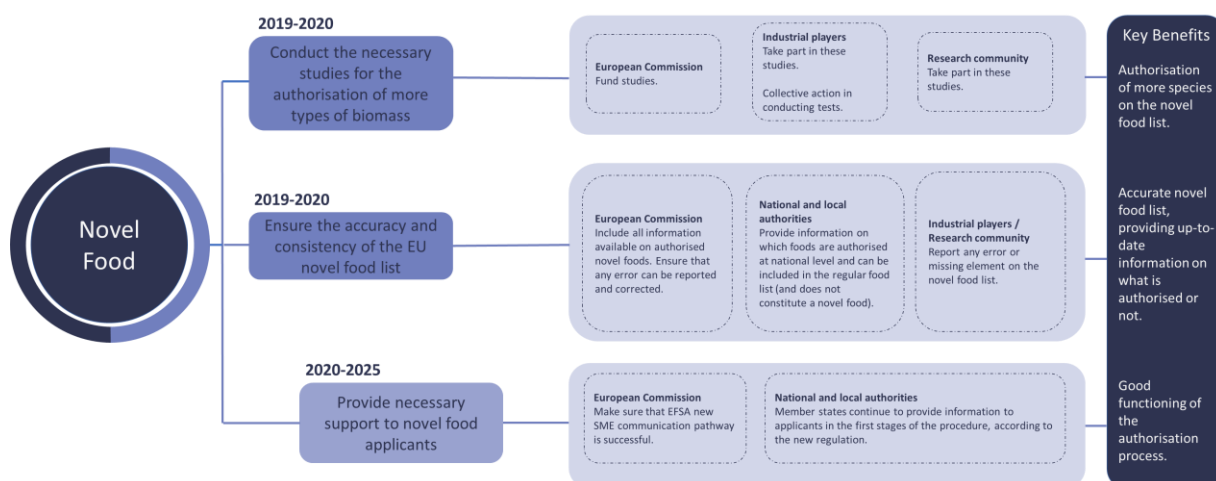 Novel
Food
2019-2020
Conduct the necessary
studies for the
authorisation of more
types of biomass
European Commission
Fund studies.
Industrial players
Take part in these
studies.
Collective action in
conducting tests.
Research community
Take part in these
studies.
2019-2020
Ensure the accuracy and
consistency of the EU
novel food list
European Commission
Include all information
available on authorised
novel foods. Ensure that
any error can be reported
and corrected.
National and local
authorities
Provide information on
which foods are authorised
at national level and can be
included in the regular food
list (and does not
constitute a novel food).
Industrial players /
Research community
Report any error or
missing element on the
novel food list.
2020-2025
Provide necessary
support to novel food
applicants
European Commission
Make sure that EFSA new
SME communication pathway
is successful.
National and local authorities
Member states continue to provide information to
applicants in the first stages of the procedure, according to
the new regulation.
Key Benefits
Authorisation
of more species
on the novel
food list.
Accurate novel
food list,
providing up-to-
date
information on
what is
authorised or
not.
Good
functioning of
the
authorisation
process.